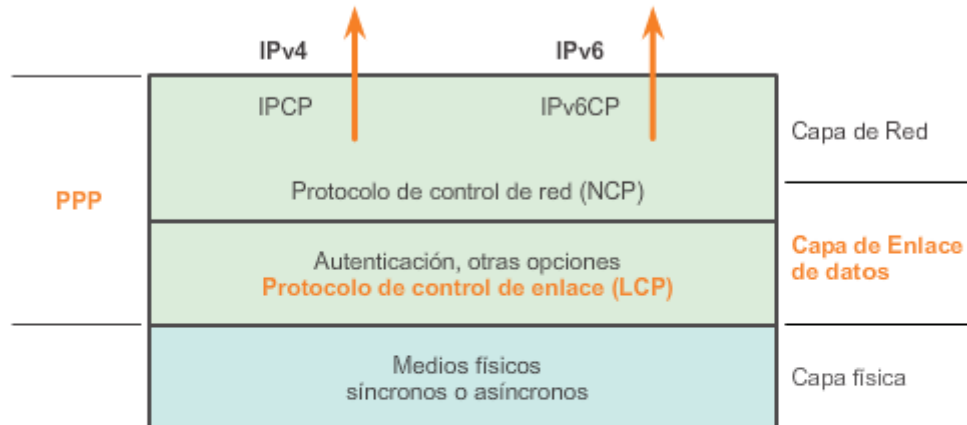 IPv4
IPv6
IPCP
IPv6CP
Capa de Red
PPP
Protocolo de control de red (NCP)
Autenticación, otras opciones
Protocolo de control de enlace (LCP)
Capa de Enlace
de datos
Medios físicos
síncronos o asíncronos
Capa física